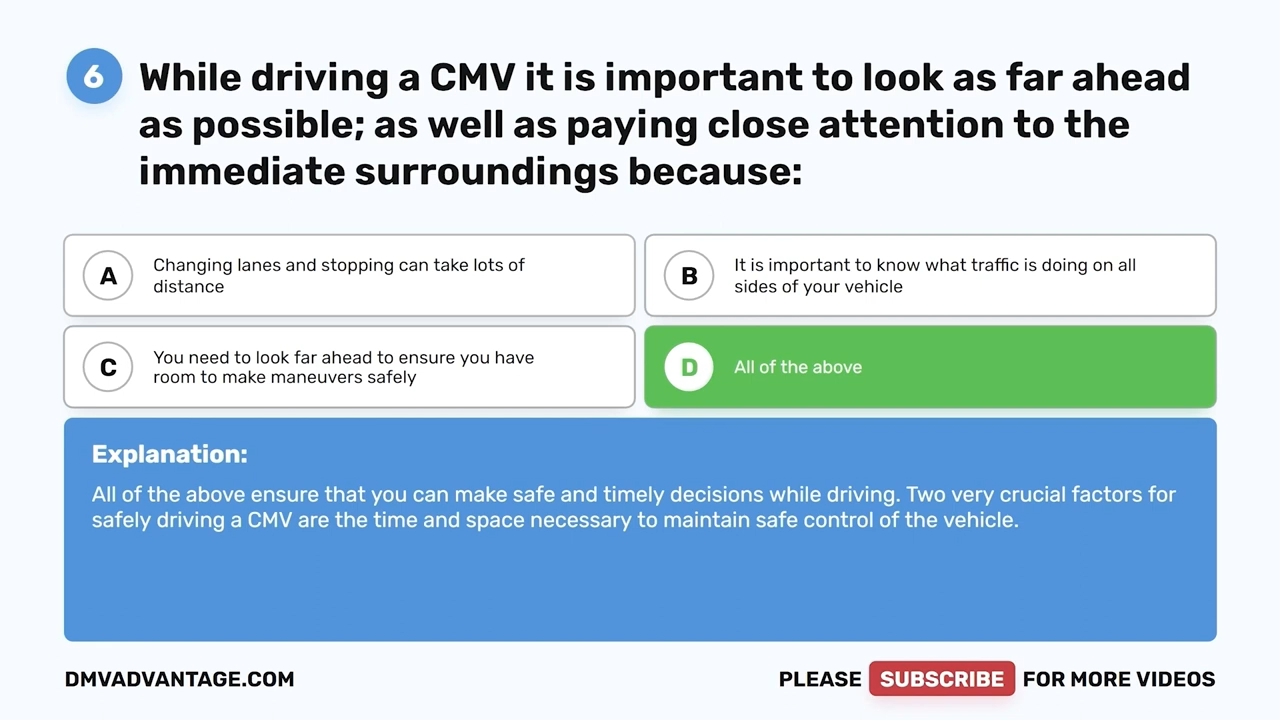 6
While driving a CMV it is important to look as far ahead
as possible; as well as paying close attention to the
immediate surroundings because:
A
Changing lanes and stopping can take lots of
distance
B
It is important to know what traffic is doing on all
sides of your vehicle
C
You need to look far ahead to ensure you have
room to make maneuvers safely
D
All of the above
Explanation:
All of the above ensure that you can make safe and timely decisions while driving. Two very crucial factors for
safely driving a CMV are the time and space necessary to maintain safe control of the vehicle.
DMVADVANTAGE.COM
PLEASE SUBSCRIBE FOR MORE VIDEOS